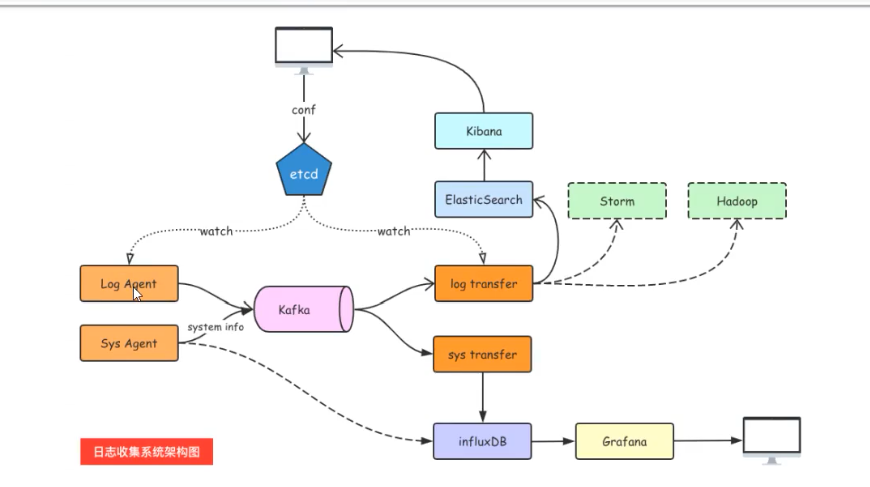 conf
Kibana
etcd
ElasticSearch
Storm
Hadoop
watch
watch
Log Agent
log transfer
Kafka
system info
Sys Agent
sys transfer
influxDB
Grafana
日志收集系统架构图